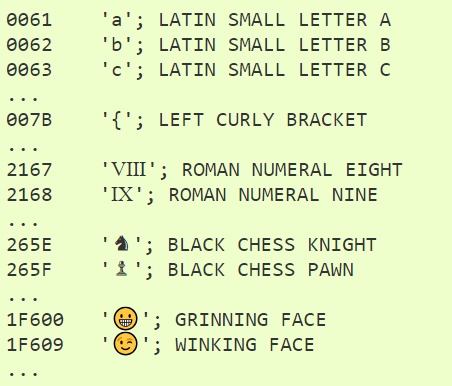 0061 'a'; LATIN SMALL LETTER A
0062 'b'; LATIN SMALL LETTER B
0063 'c'; LATIN SMALL LETTER C
...
007B '{'; LEFT CURLY BRACKET
...
2167 'Ⅷ'; ROMAN NUMERAL EIGHT
2168 'Ⅸ'; ROMAN NUMERAL NINE
...
265E '♞'; BLACK CHESS KNIGHT
265F '♟'; BLACK CHESS PAWN
...
1F600 '😀'; GRINNING FACE
1F609 '😉'; WINKING FACE
...